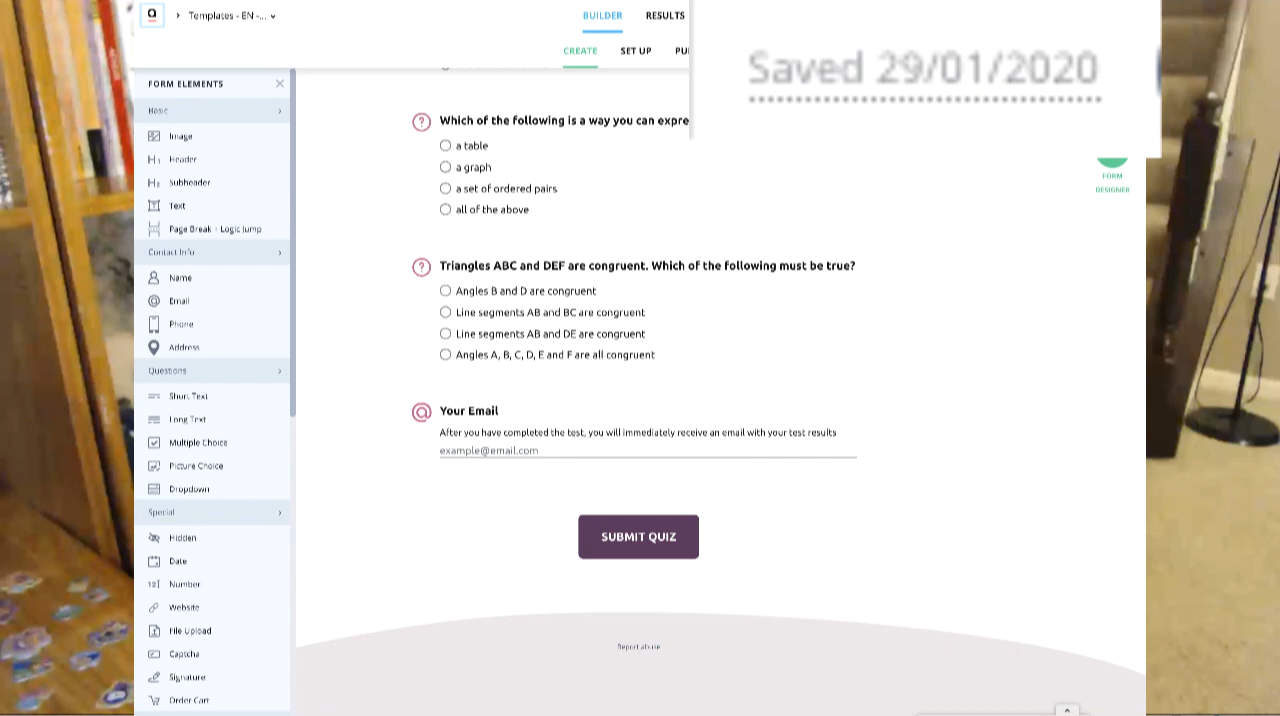 a
Templates - EN -...
BUILDER
RESULTS
CREATE
SET UP
Saved 29/01/2020
FORM ELEMENTS
Basic
Image
H1 Header
H2 Subheader
Text
Page Break - Logic Jump
Contact Info
Name
Email
Phone
Address
Questions
Short Text
Long Text
Multiple Choice
Picture Choice
Dropdown
Special
Hidden
Date
Number
Website
File Upload
Captcha
Signature
Order Cart
Which of the following is a way you can expre
a table
a graph
a set of ordered pairs
all of the above
Triangles ABC and DEF are congruent. Which of the following must be true?
Angles B and D are congruent
Line segments AB and BC are congruent
Line segments AB and DE are congruent
Angles A, B, C, D, E and F are all congruent
Your Email
After you have completed the test, you will immediately receive an email with your test results
example@email.com
SUBMIT QUIZ
Report abuse
FORM
DESIGNER